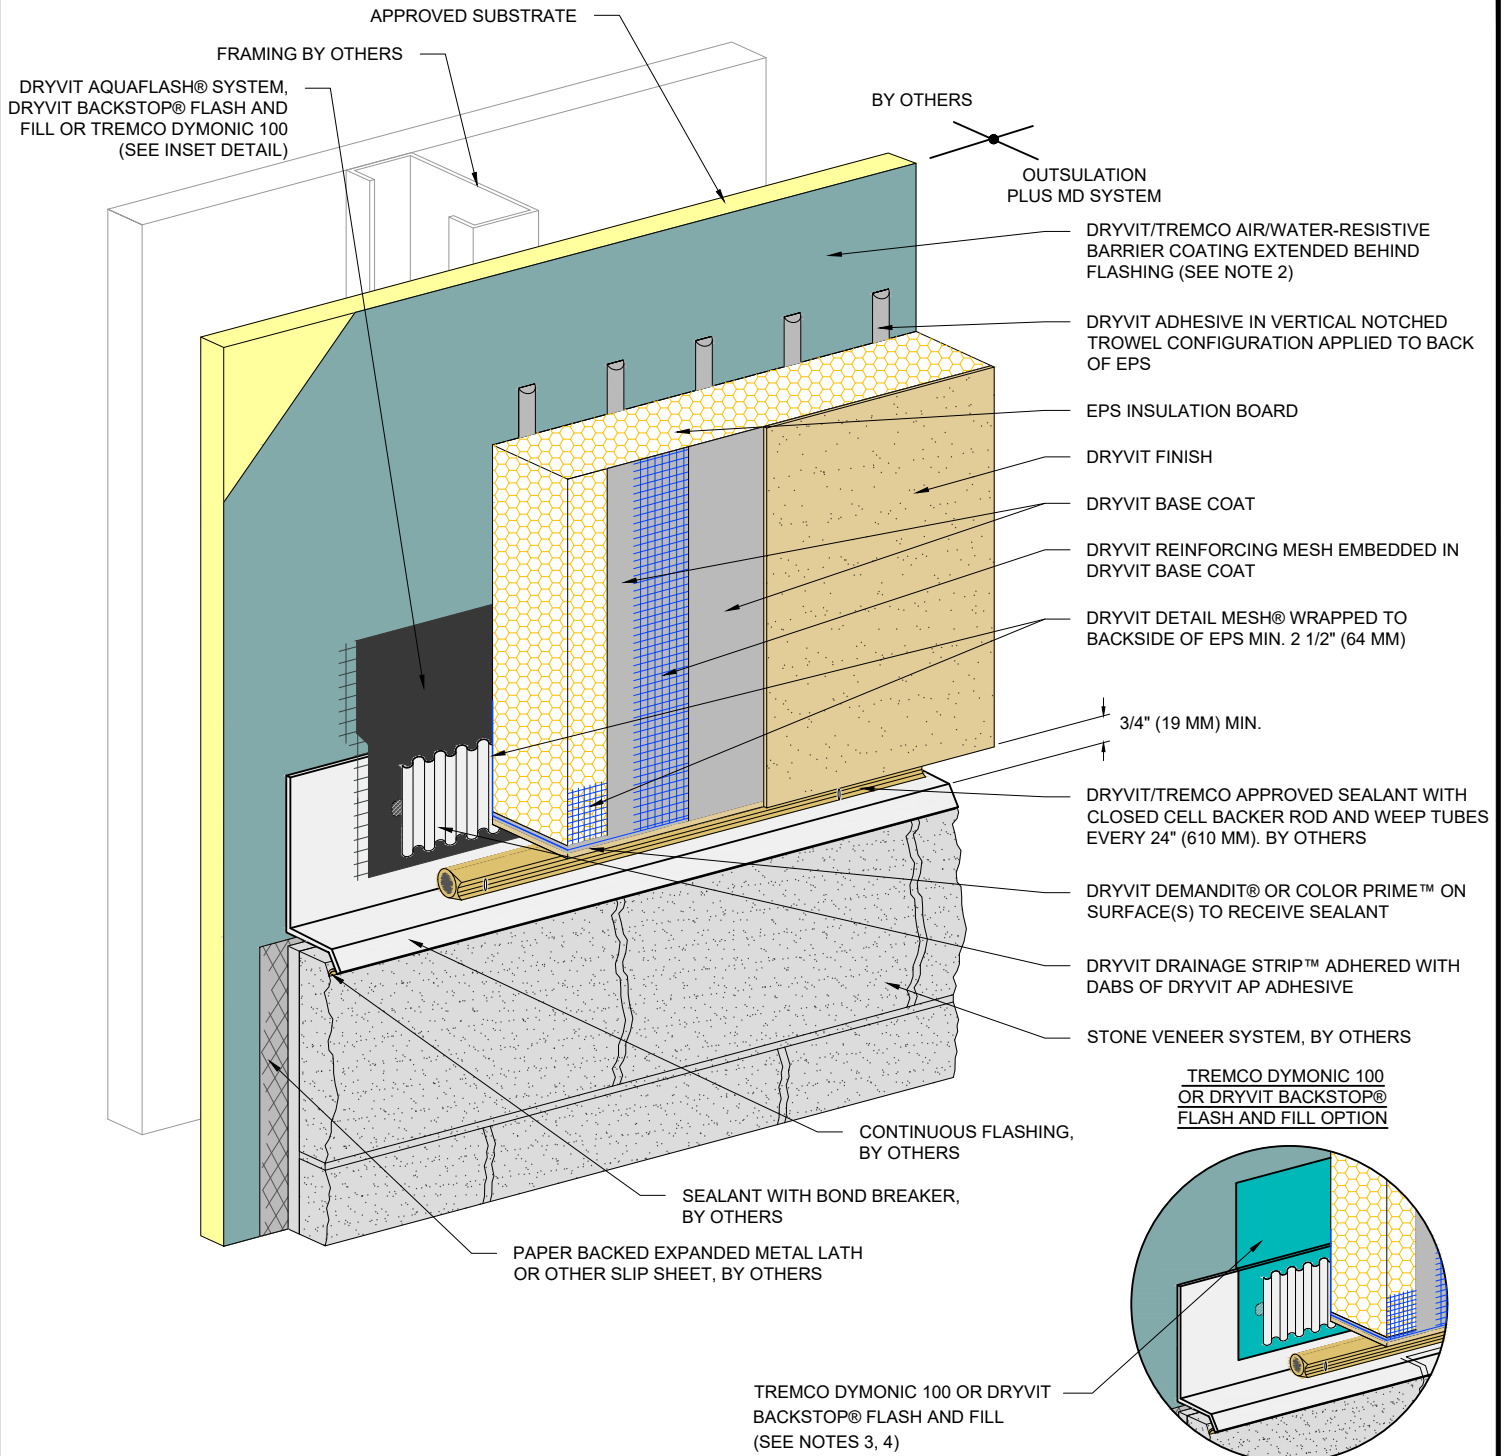 APPROVED SUBSTRATE
FRAMING BY OTHERS
DRYVIT AQUAFLASH® SYSTEM,
DRYVIT BACKSTOP® FLASH AND
FILL OR TREMCO DYMONIC 100
(SEE INSET DETAIL)
BY OTHERS
OUTSULATION
PLUS MD SYSTEM
DRYVIT/TREMCO AIR/WATER-RESISTIVE
BARRIER COATING EXTENDED BEHIND
FLASHING (SEE NOTE 2)
DRYVIT ADHESIVE IN VERTICAL NOTCHED
TROWEL CONFIGURATION APPLIED TO BACK
OF EPS
EPS INSULATION BOARD
DRYVIT FINISH
DRYVIT BASE COAT
DRYVIT REINFORCING MESH EMBEDDED IN
DRYVIT BASE COAT
DRYVIT DETAIL MESH® WRAPPED TO
BACKSIDE OF EPS MIN. 2 1/2" (64 MM)
3/4" (19 MM) MIN.
DRYVIT/TREMCO APPROVED SEALANT WITH
CLOSED CELL BACKER ROD AND WEEP TUBES
EVERY 24" (610 MM). BY OTHERS
DRYVIT DEMANDIT® OR COLOR PRIME™ ON
SURFACE(S) TO RECEIVE SEALANT
DRYVIT DRAINAGE STRIP™ ADHERED WITH
DABS OF DRYVIT AP ADHESIVE
STONE VENEER SYSTEM, BY OTHERS
TREMCO DYMONIC 100
OR DRYVIT BACKSTOP®
FLASH AND FILL OPTION
CONTINUOUS FLASHING,
BY OTHERS
SEALANT WITH BOND BREAKER,
BY OTHERS
PAPER BACKED EXPANDED METAL LATH
OR OTHER SLIP SHEET, BY OTHERS
TREMCO DYMONIC 100 OR DRYVIT
BACKSTOP® FLASH AND FILL
(SEE NOTES 3, 4)